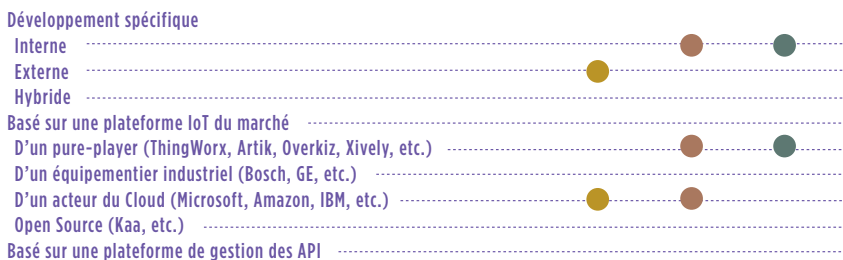 Développement spécifique
Interne
Externe
Hybride
Basé sur une plateforme IoT du marché
D'un pure-player (ThingWorx, Artik, Overkiz, Xively, etc.)
D'un équipementier industriel (Bosch, GE, etc.)
D'un acteur du Cloud (Microsoft, Amazon, IBM, etc.)
Open Source (Kaa, etc.)
Basé sur une plateforme de gestion des API